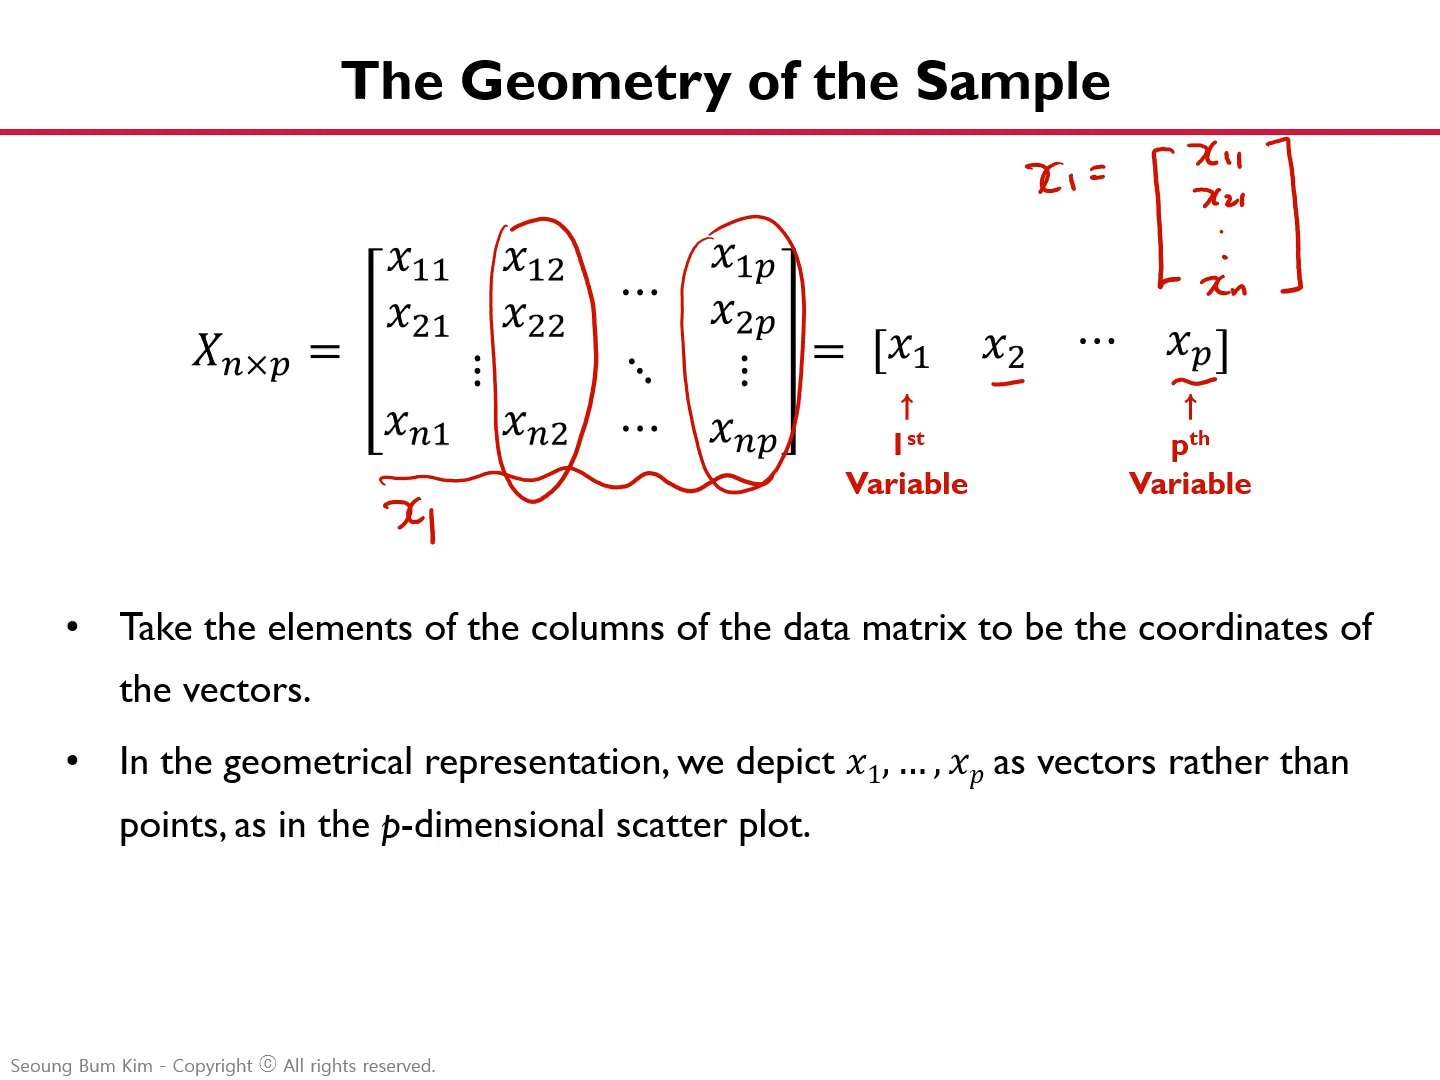 The Geometry of the Sample
x₁ = [x₁₁ x₂₁ . . xₙ]
Xₙ×ₚ = [x₁₁ x₁₂ ⋯ x₁ₚ
x₂₁ x₂₂ x₂ₚ
⋮ ⋱ ⋮
xₙ₁ xₙ₂ ⋯ xₙₚ] = [x₁ x₂ ⋯ xₚ]
↑ ↑
1st pth
Variable Variable
x₁
• Take the elements of the columns of the data matrix to be the coordinates of
the vectors.
• In the geometrical representation, we depict x₁, … , xₚ as vectors rather than
points, as in the p-dimensional scatter plot.
Seoung Bum Kim - Copyright ⓒ All rights reserved.